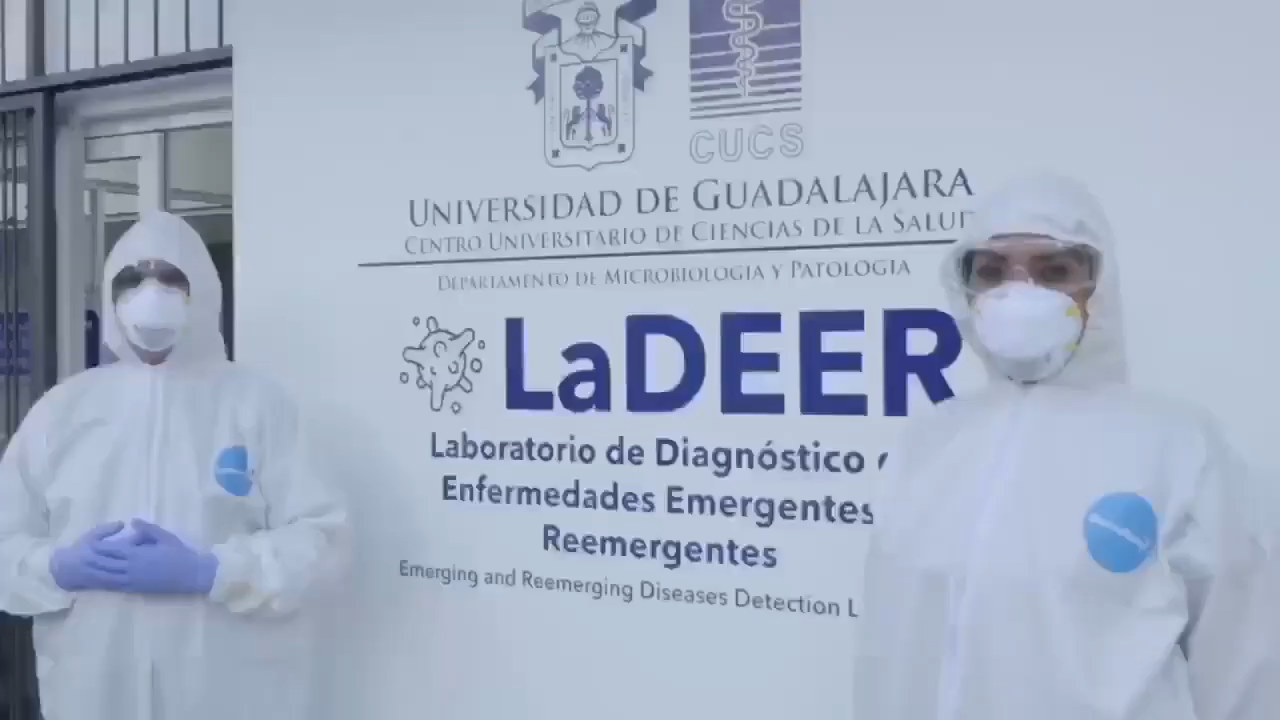 CUCS
UNIVERSIDAD DE GUADALAJARA
CENTRO UNIVERSITARIO DE CIENCIAS DE LA SALUD
DEPARTAMENTO DE MICROBIOLOGIA Y PATOLOGIA
LaDEER
Laboratorio de Diagnóstico
Enfermedades Emergentes
Reemergentes
Emerging and Reemerging Diseases Detection L